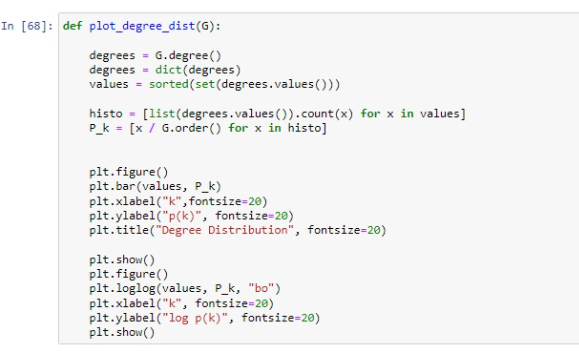 In [68]: def plot_degree_dist(G):
degrees = G.degree()
degrees = dict(degrees)
values = sorted(set(degrees.values()))
histo = [list(degrees.values()).count(x) for x in values]
P_k = [x / G.order() for x in histo]
plt.figure()
plt.bar(values, P_k)
plt.xlabel("k",fontsize=20)
plt.ylabel("p(k)", fontsize=20)
plt.title("Degree Distribution", fontsize=20)
plt.show()
plt.figure()
plt.loglog(values, P_k, "bo")
plt.xlabel("k", fontsize=20)
plt.ylabel("log p(k)", fontsize=20)
plt.show()